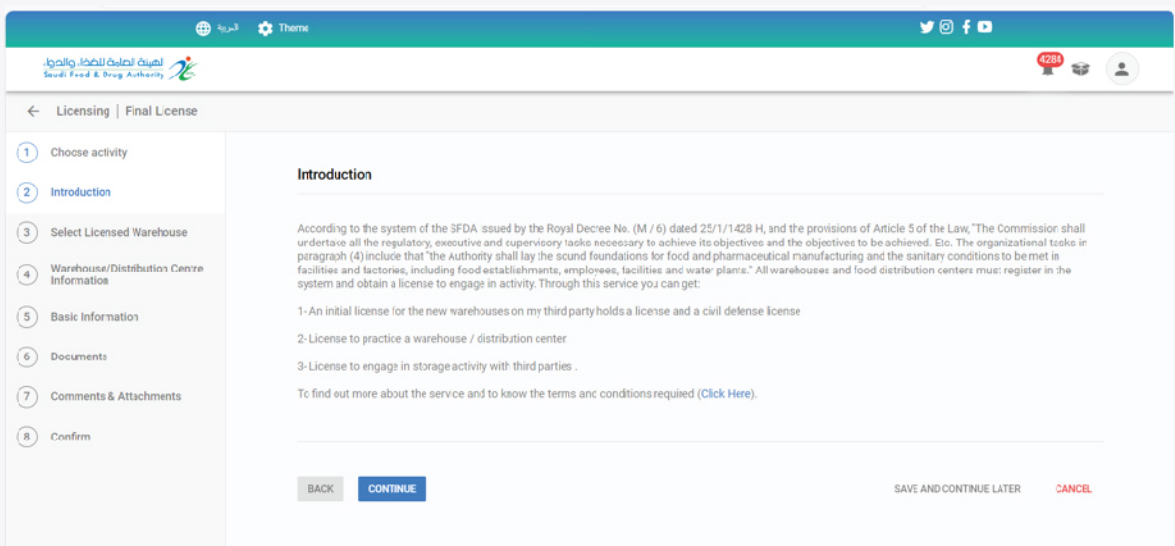 العربية
Theme
الهيئة العامة للغذاء والدواء
Saudi Food & Drug Authority
4284
Licensing | Final License
1 Choose activity
2 Introduction
3 Select Licensed Warehouse
4 Warehouse/Distribution Centre
Information
5 Basic Information
6 Documents
7 Comments & Attachments
8 Confirm
Introduction
According to the system of the SFDA issued by the Royal Decree No. (M / 6) dated 25/1/1428 H, and the provisions of Article 5 of the Law, "The Commission shall
undertake all the regulatory, executive and supervisory tasks necessary to achieve its objectives and the objectives to be achieved. Etc. The organizational tasks in
paragraph (4) include that "the Authority shall lay the sound foundations for food and pharmaceutical manufacturing and the sanitary conditions to be met in
facilities and factories, including food establishments, employees, facilities and water plants." All warehouses and food distribution centers must register in the
system and obtain a license to engage in activity. Through this service you can get:
1- An initial license for the new warehouses on my third party holds a license and a civil defense license
2- License to practice a warehouse / distribution center
3- License to engage in storage activity with third parties .
To find out more about the service and to know the terms and conditions required (Click Here).
BACK
CONTINUE
SAVE AND CONTINUE LATER
CANCEL